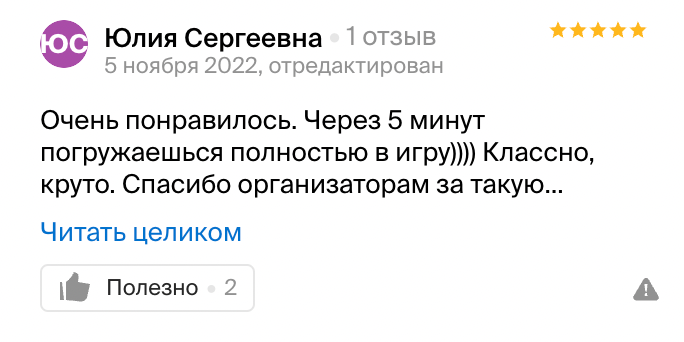 ЮС
Юлия Сергеевна • 1 отзыв
5 ноября 2022, отредактирован
Очень понравилось. Через 5 минут
погружаешься полностью в игру)))) Классно,
круто. Спасибо организаторам за такую...
Читать целиком
Полезно • 2